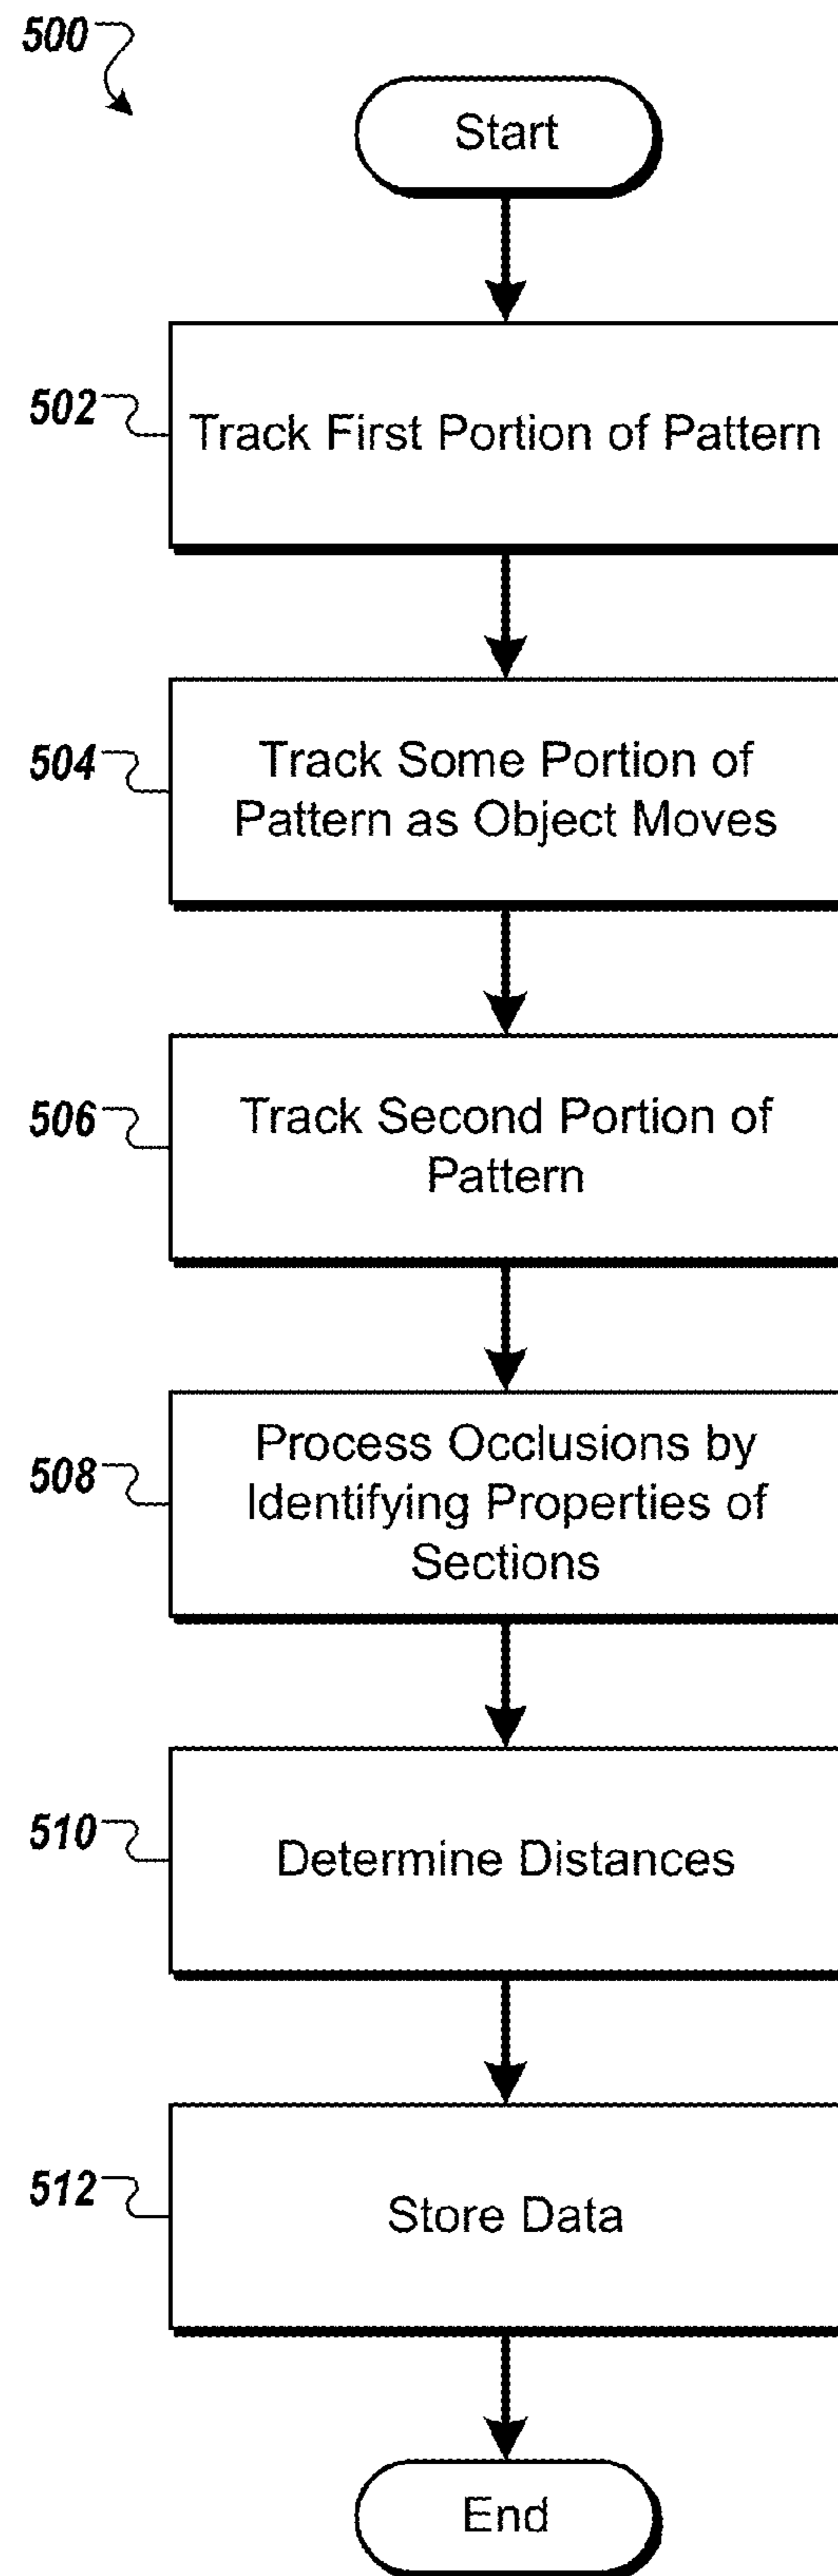 500
Start
502
Track First Portion of Pattern
504
Track Some Portion of
Pattern as Object Moves
506
Track Second Portion of
Pattern
508
Process Occlusions by
Identifying Properties of
Sections
510
Determine Distances
512
Store Data
End